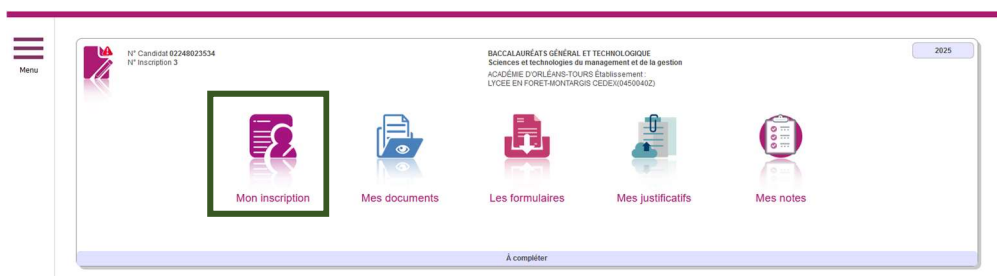 Menu
N° Candidat 02248023534
N° Inscription 3
BACCALAURÉATS GÉNÉRAL ET TECHNOLOGIQUE
Sciences et technologies du management et de la gestion
ACADÉMIE D'ORLÉANS-TOURS Établissement :
LYCEE EN FORET-MONTARGIS CEDEX(0450040Z)
2025
Mon inscription
Mes documents
Les formulaires
Mes justificatifs
Mes notes
À compléter